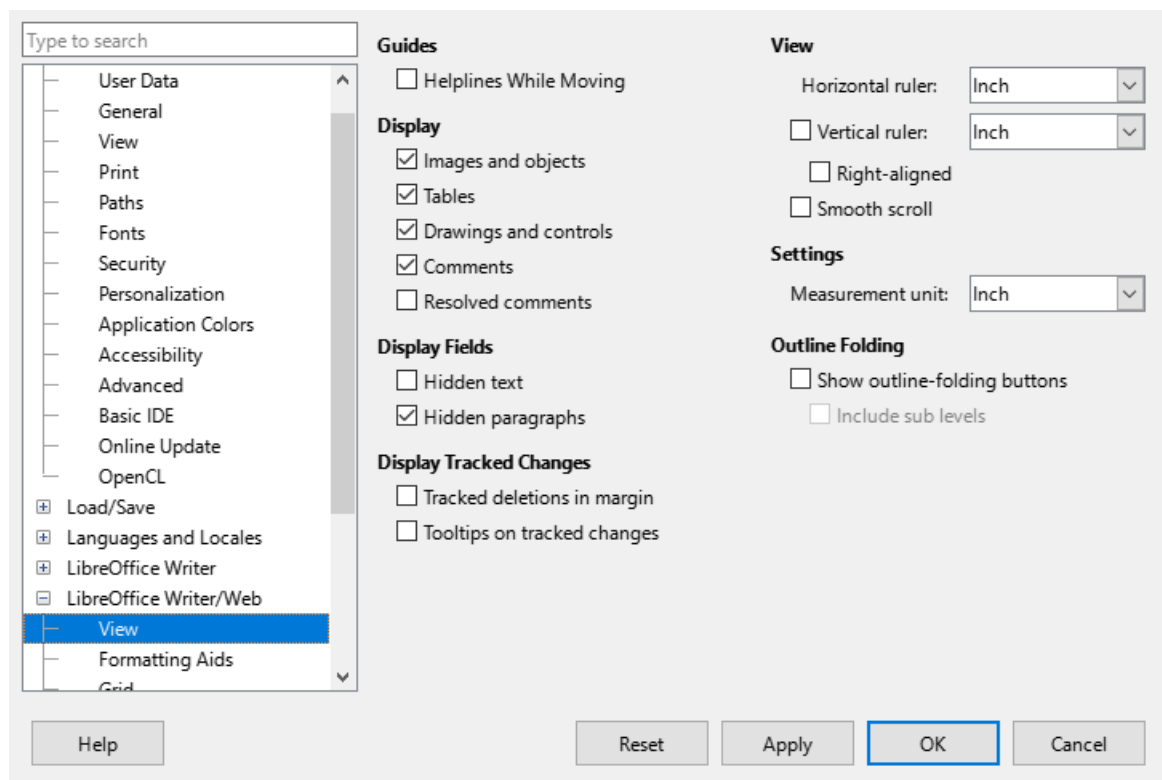 Type to search
User Data
General
View
Print
Paths
Fonts
Security
Personalization
Application Colors
Accessibility
Advanced
Basic IDE
Online Update
OpenCL
Load/Save
Languages and Locales
LibreOffice Writer
LibreOffice Writer/Web
View
Formatting Aids
Grid
Guides
Helplines While Moving
Display
Images and objects
Tables
Drawings and controls
Comments
Resolved comments
Display Fields
Hidden text
Hidden paragraphs
Display Tracked Changes
Tracked deletions in margin
Tooltips on tracked changes
View
Horizontal ruler: Inch
Vertical ruler: Inch
Right-aligned
Smooth scroll
Settings
Measurement unit: Inch
Outline Folding
Show outline-folding buttons
Include sub levels
Help Reset Apply OK Cancel